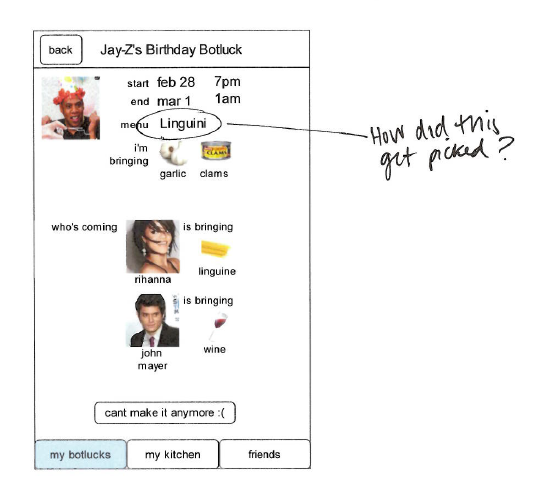 back
Jay-Z's Birthday Botluck
start feb 28 7pm
end mar 1 1am
menu Linguini
How did this
get picked?
i'm
bringing
CLAMS
garlic clams
who's coming
is bringing
linguine
rihanna
is bringing
wine
john
mayer
cant make it anymore :(
my botlucks my kitchen friends